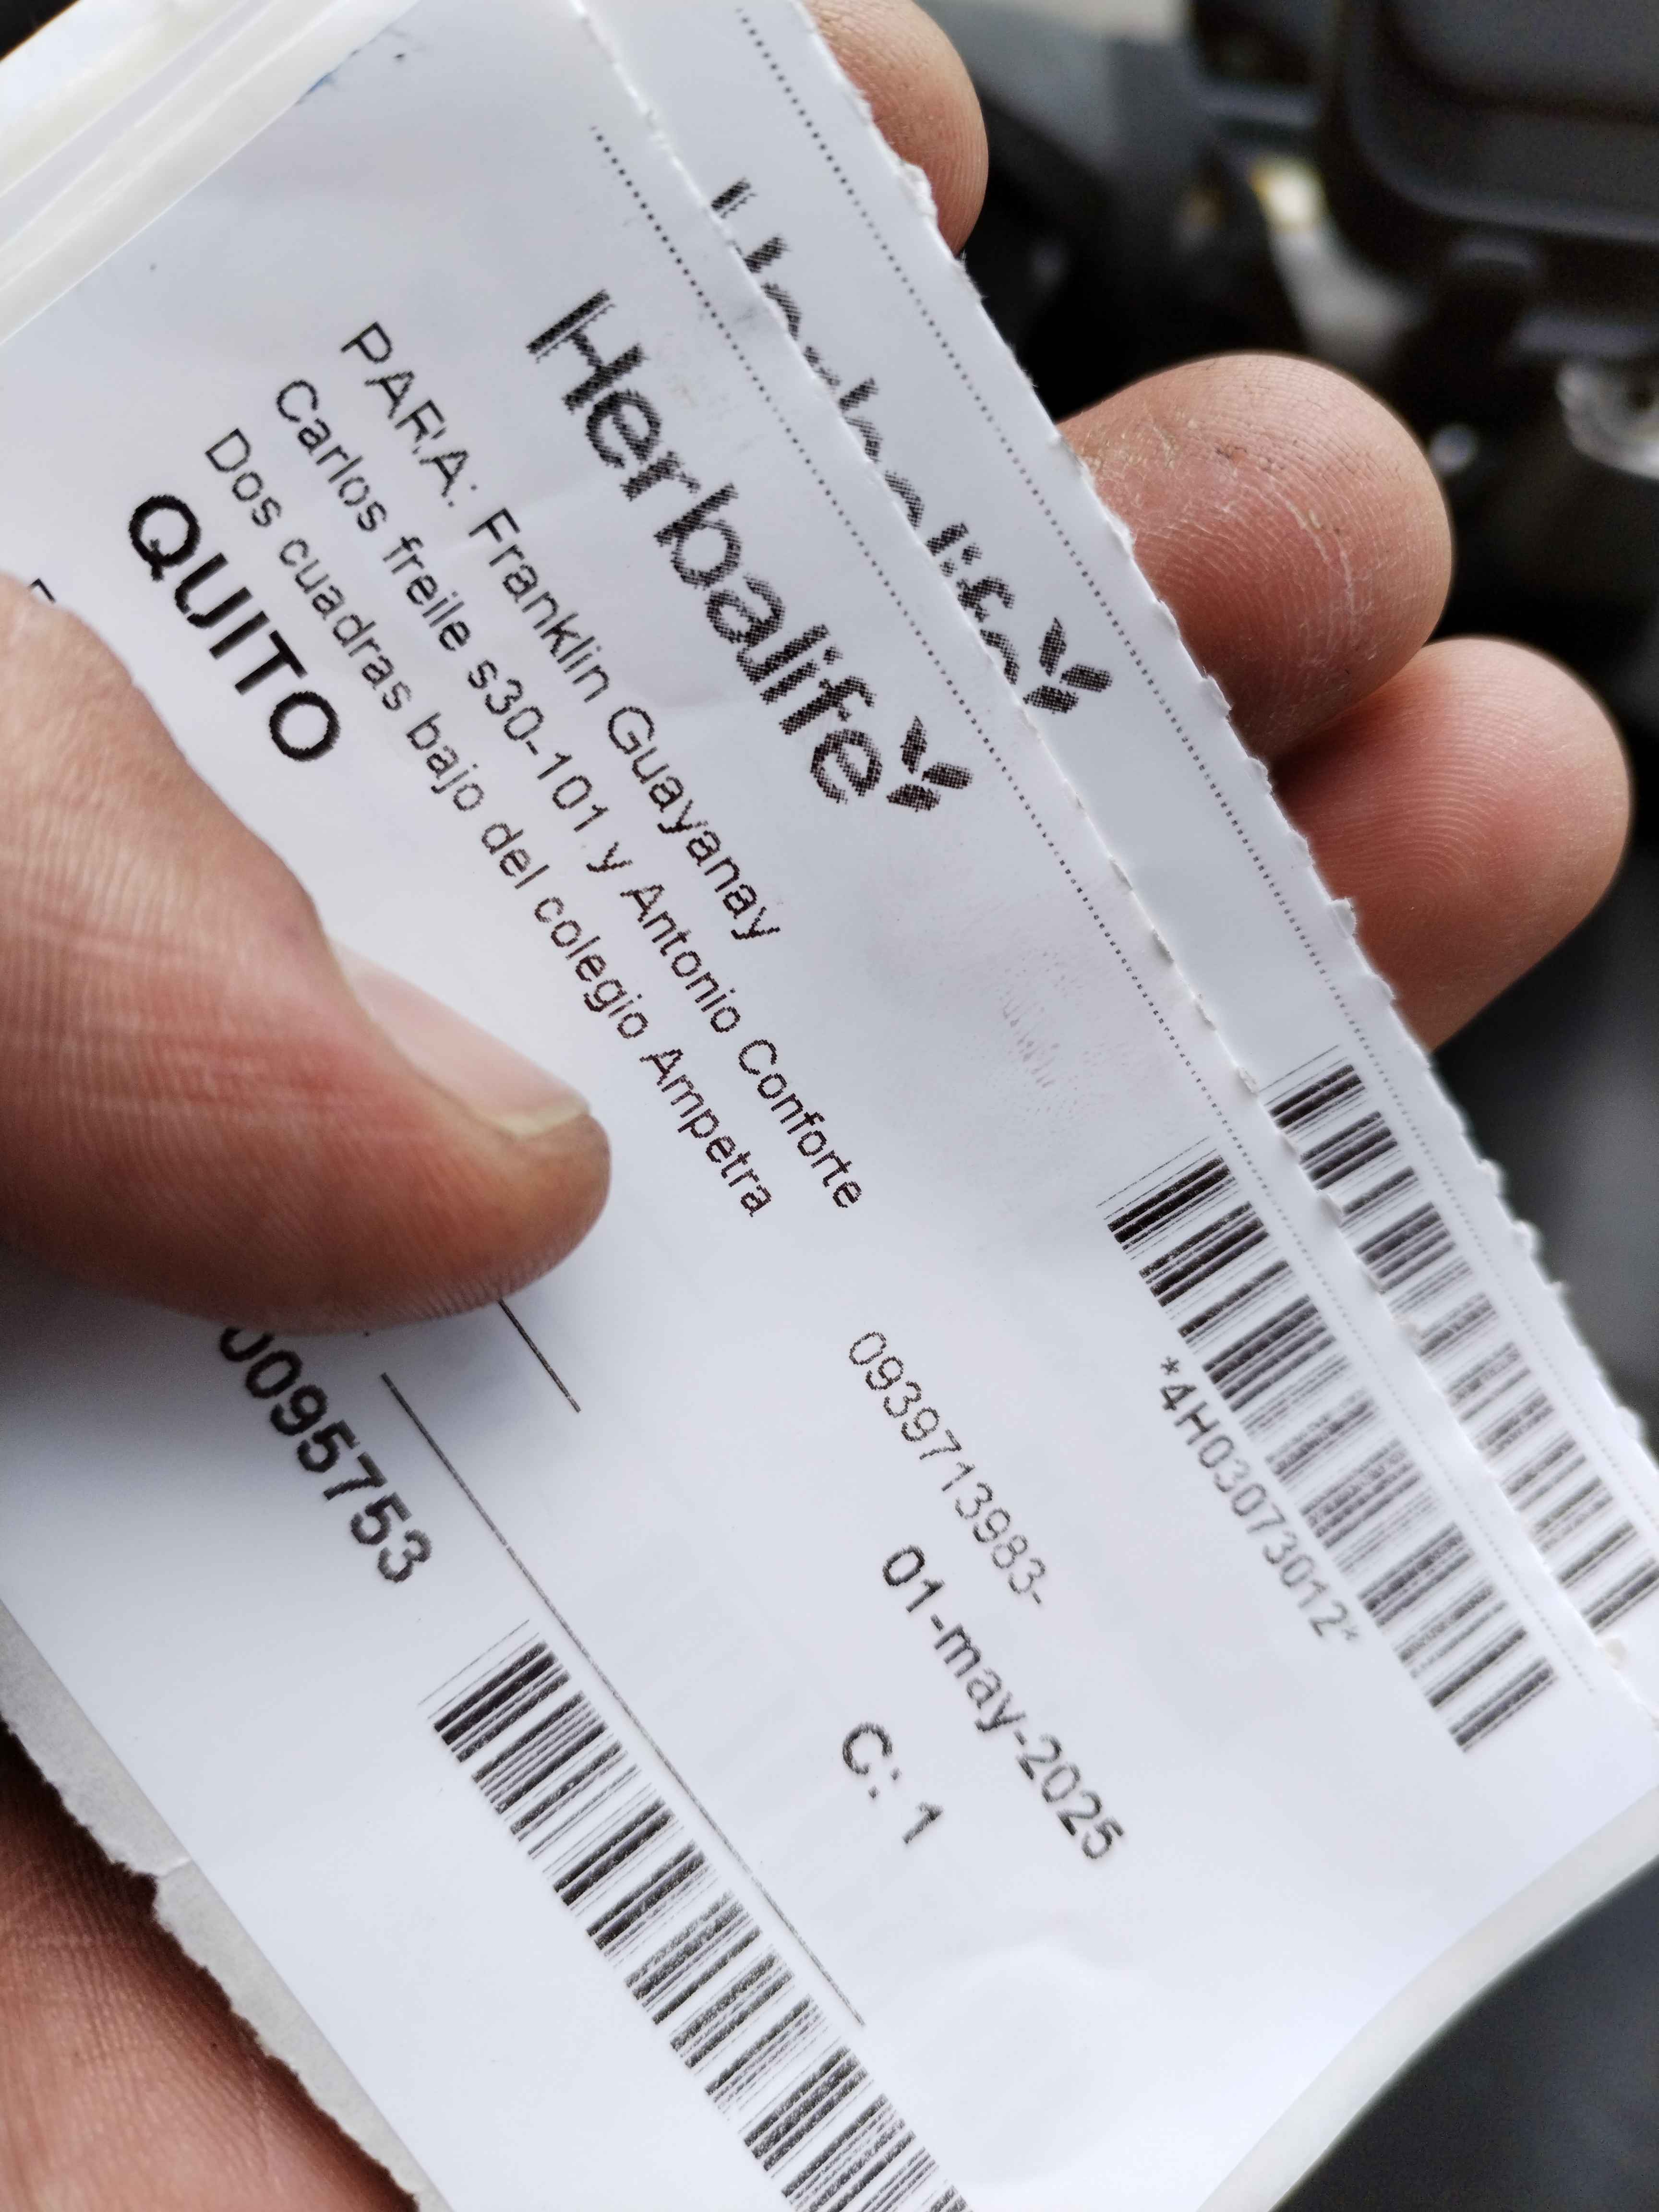 Herbalife
Herbalife
*4H03073012*
PARA: Franklin Guayanay
Carlos freile s30-101 y Antonio Conforte
Dos cuadras bajo del colegio Ampetra
0939713983-
QUITO
01-may-2025
C: 1
0095753